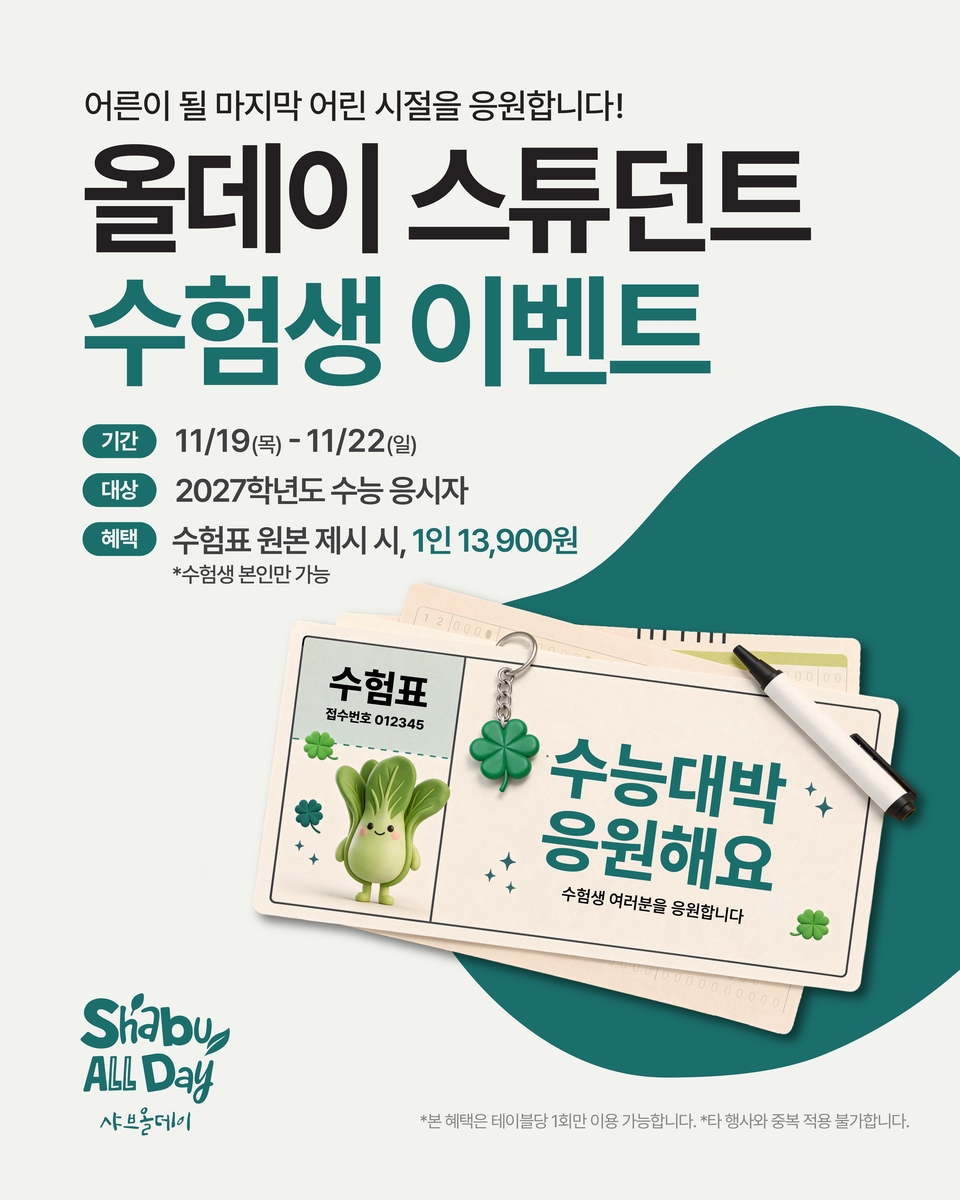 어른이 될 마지막 어린 시절을 응원합니다!
올데이 스튜던트
수험생 이벤트
기간 11/19(목) - 11/22(일)
대상 2027학년도 수능 응시자
혜택 수험표 원본 제시 시, 1인 13,900원
*수험생 본인만 가능
수험표
접수번호 012345
수능대박
응원해요
수험생 여러분을 응원합니다
Shabu
ALL Day
샤브올데이
*본 혜택은 테이블당 1회만 이용 가능합니다. *타 행사와 중복 적용 불가합니다.